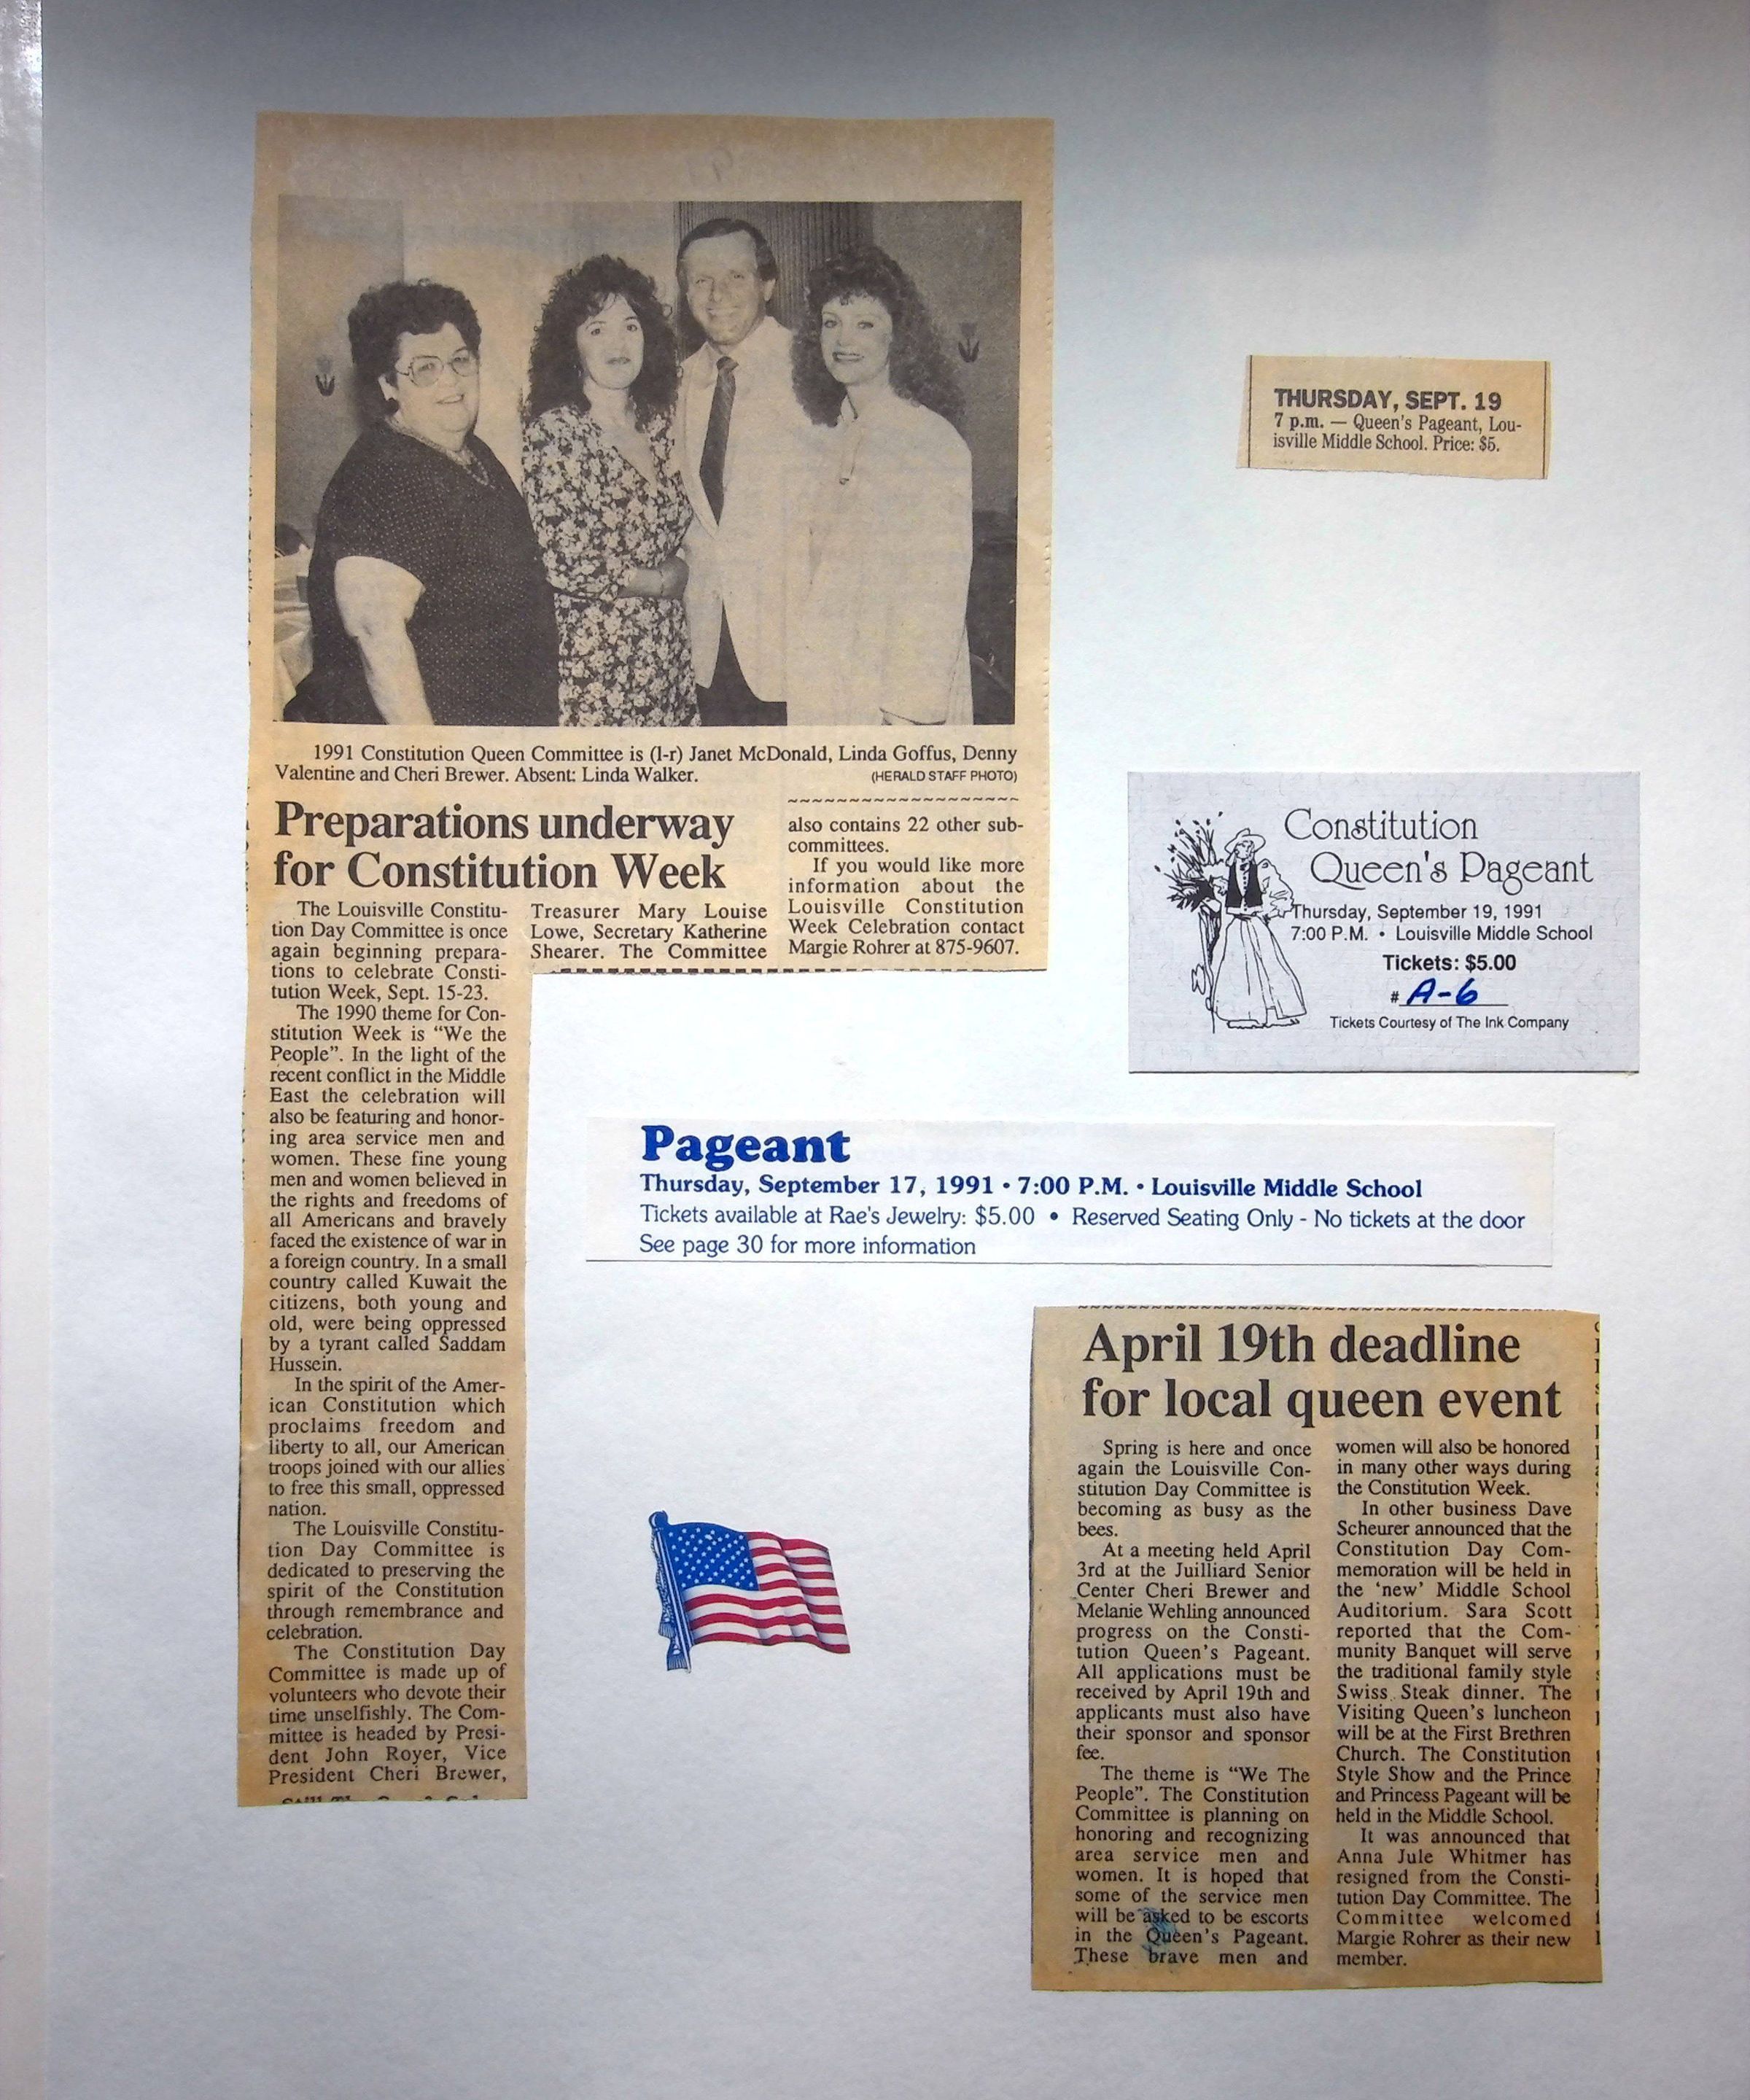 1991 Constitution Queen Committee is (l-r) Janet McDonald, Linda Goffus, Denny
Valentine and Cheri Brewer. Absent: Linda Walker.
(HERALD STAFF PHOTO)
Preparations underway
for Constitution Week
The Louisville Constitu-
tion Day Committee is once
again beginning prepara-
tions to celebrate Consti-
tution Week, Sept. 15-23.
The 1990 theme for Con-
stitution Week is “We the
People”. In the light of the
recent conflict in the Middle
East the celebration will
also be featuring and honor-
ing area service men and
women. These fine young
men and women believed in
the rights and freedoms of
all Americans and bravely
faced the existence of war in
a foreign country. In a small
country called Kuwait the
citizens, both young and
old, were being oppressed
by a tyrant called Saddam
Hussein.
In the spirit of the Amer-
ican Constitution which
proclaims freedom and
liberty to all, our American
troops joined with our allies
to free this small, oppressed
nation.
The Louisville Constitu-
tion Day Committee is
dedicated to preserving the
spirit of the Constitution
through remembrance and
celebration.
The Constitution Day
Committee is made up of
volunteers who devote their
time unselfishly. The Com-
mittee is headed by Presi-
dent John Royer, Vice
President Cheri Brewer,
Treasurer Mary Louise
Lowe, Secretary Katherine
Shearer. The Committee
also contains 22 other sub-
committees.
If you would like more
information about the
Louisville Constitution
Week Celebration contact
Margie Rohrer at 875-9607.
THURSDAY, SEPT. 19
7 p.m. — Queen's Pageant, Lou-
isville Middle School. Price: $5.
Constitution
Queen's Pageant
Thursday, September 19, 1991
7:00 P.M. • Louisville Middle School
Tickets: $5.00
# A-6
Tickets Courtesy of The Ink Company
Pageant
Thursday, September 17, 1991 • 7:00 P.M. • Louisville Middle School
Tickets available at Rae's Jewelry: $5.00 • Reserved Seating Only - No tickets at the door
See page 30 for more information
April 19th deadline
for local queen event
Spring is here and once
again the Louisville Con-
stitution Day Committee is
becoming as busy as the
bees.
At a meeting held April
3rd at the Juilliard Senior
Center Cheri Brewer and
Melanie Wehling announced
progress on the Consti-
tution Queen's Pageant.
All applications must be
received by April 19th and
applicants must also have
their sponsor and sponsor
fee.
The theme is “We The
People”. The Constitution
Committee is planning on
honoring and recognizing
area service men and
women. It is hoped that
some of the service men
will be asked to be escorts
in the Queen's Pageant.
These brave men and
women will also be honored
in many other ways during
the Constitution Week.
In other business Dave
Scheurer announced that the
Constitution Day Com-
memoration will be held in
the ‘new’ Middle School
Auditorium. Sara Scott
reported that the Com-
munity Banquet will serve
the traditional family style
Swiss Steak dinner. The
Visiting Queen's luncheon
will be at the First Brethren
Church. The Constitution
Style Show and the Prince
and Princess Pageant will be
held in the Middle School.
It was announced that
Anna Jule Whitmer has
resigned from the Consti-
tution Day Committee. The
Committee welcomed
Margie Rohrer as their new
member.